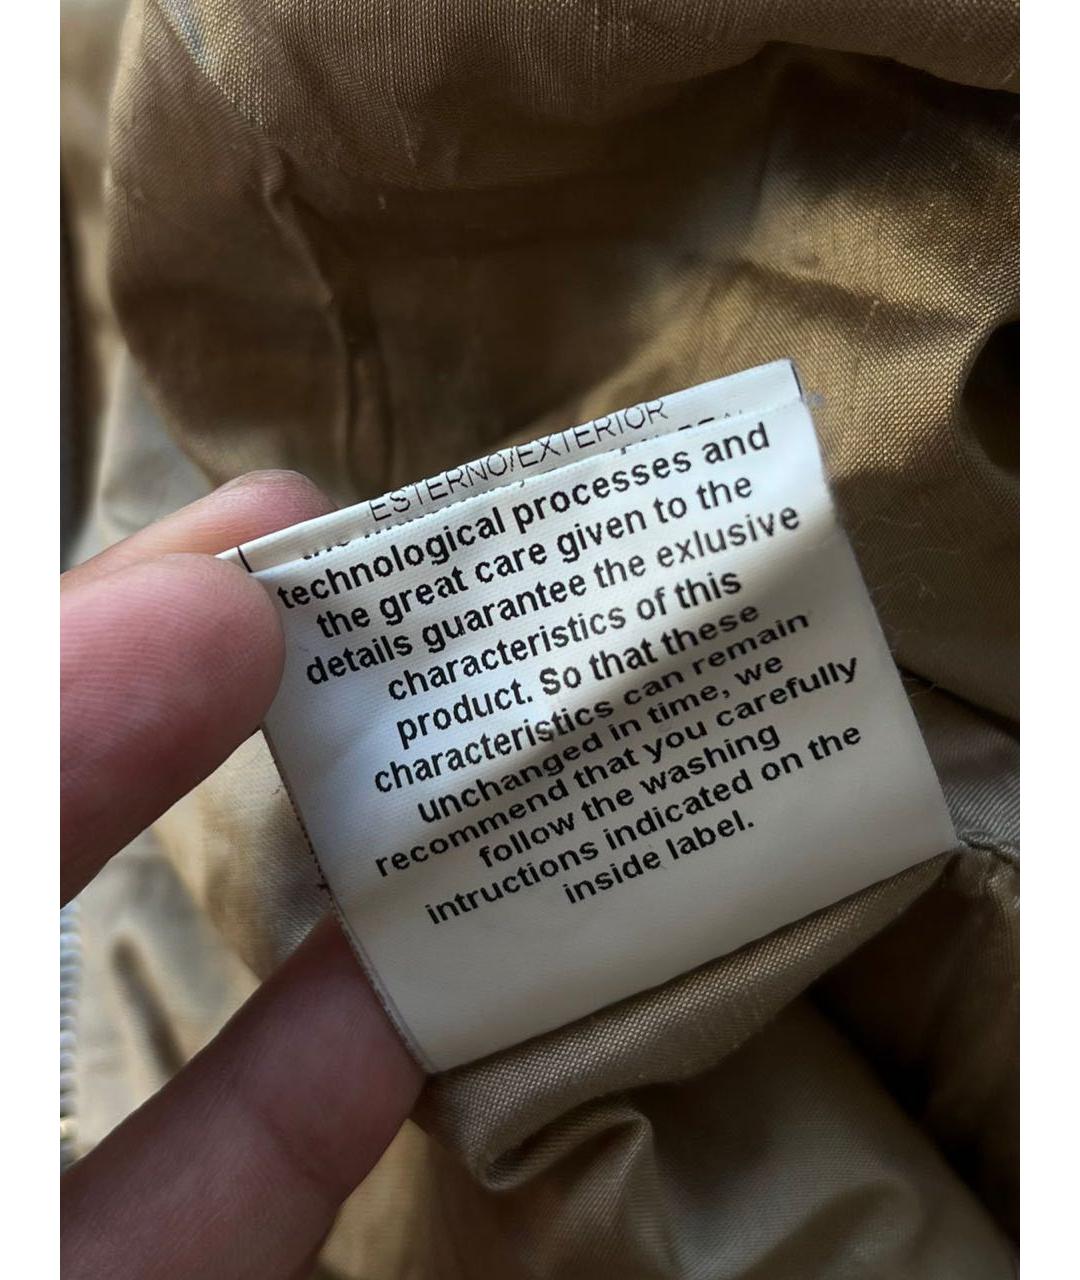 ESTERNO/EXTERIOR
technological processes and
the great care given to the
details guarantee the exlusive
characteristics of this
product. So that these
characteristics can remain
unchanged in time, we
recommend that you carefully
follow the washing
intructions indicated on the
inside label.